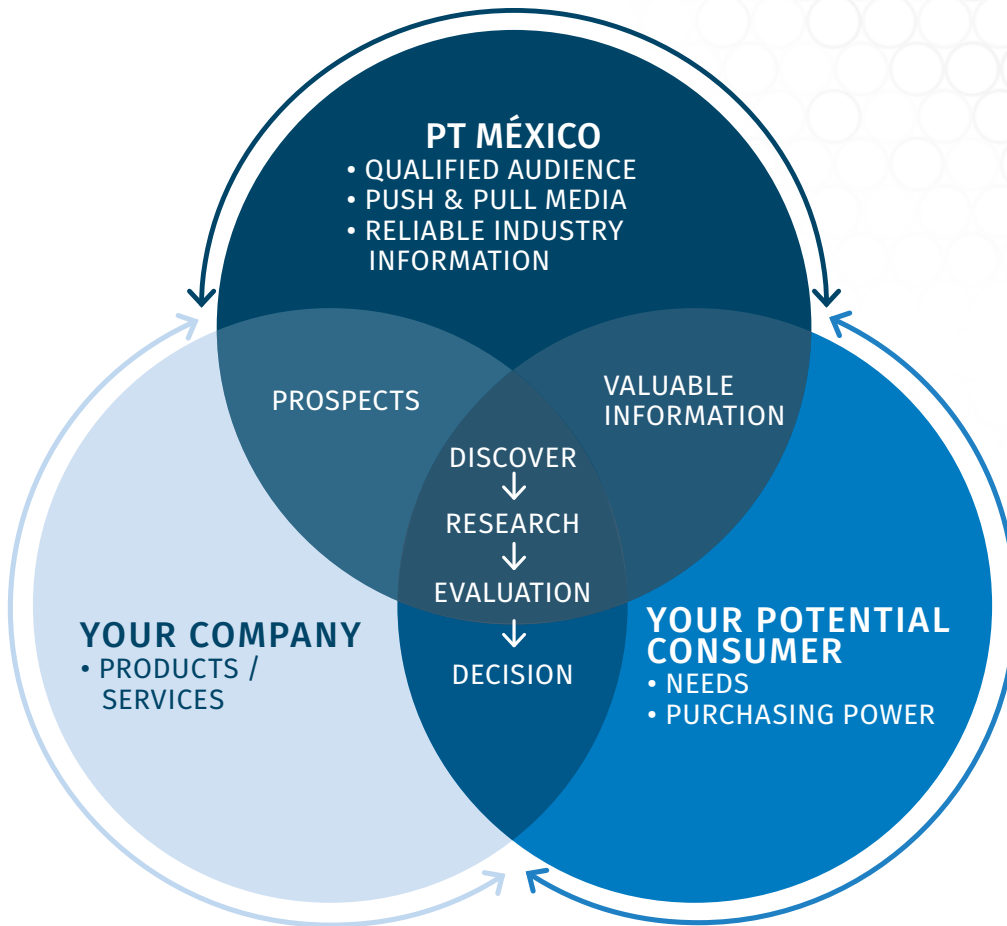 PT MÉXICO
• QUALIFIED AUDIENCE
• PUSH & PULL MEDIA
• RELIABLE INDUSTRY
INFORMATION
PROSPECTS
VALUABLE
INFORMATION
DISCOVER
RESEARCH
EVALUATION
DECISION
YOUR COMPANY
• PRODUCTS /
SERVICES
YOUR POTENTIAL
CONSUMER
• NEEDS
• PURCHASING POWER